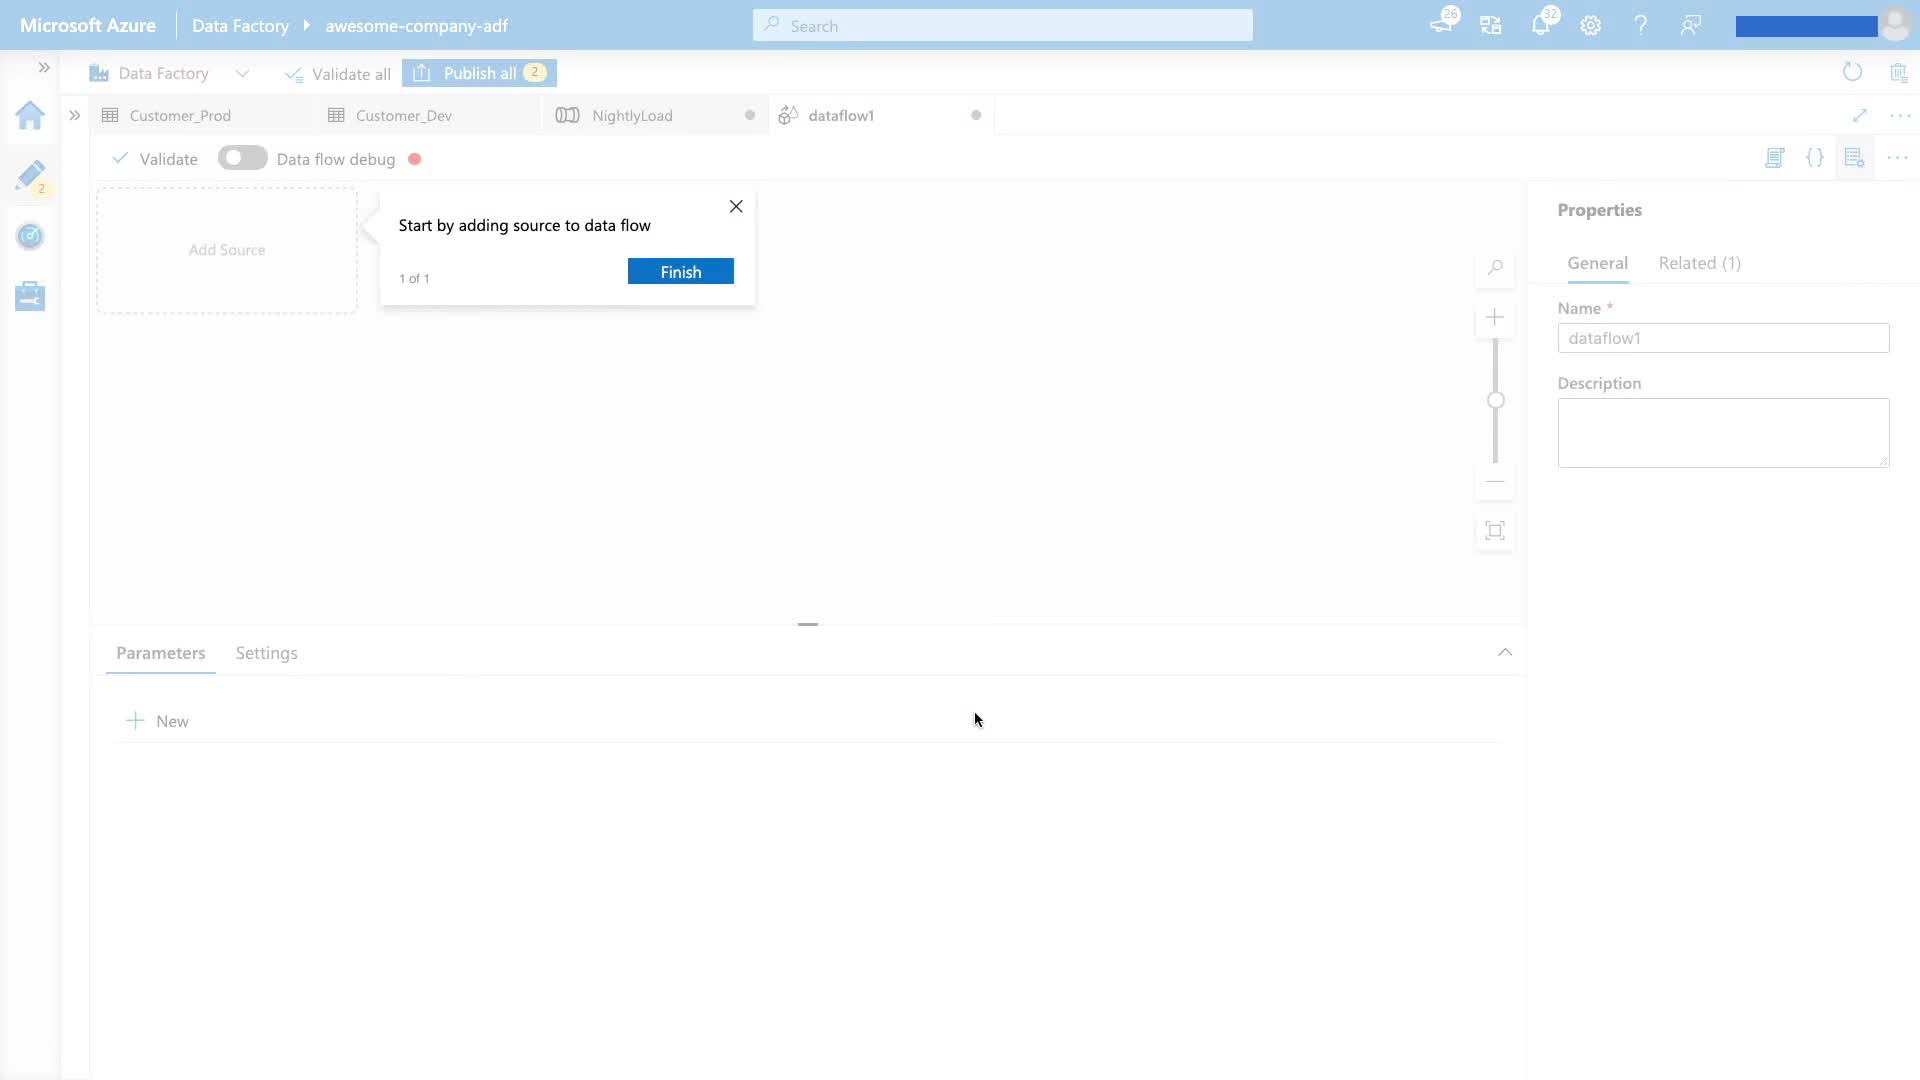 Microsoft Azure
Data Factory
awesome-company-adf
Search
26
32
Data Factory
Validate all
Publish all 2
Customer_Prod
Customer_Dev
NightlyLoad
dataflow1
2
Validate
Data flow debug
Add Source
Start by adding source to data flow
1 of 1
Finish
Properties
General
Related (1)
Name *
dataflow1
Description
Parameters
Settings
New